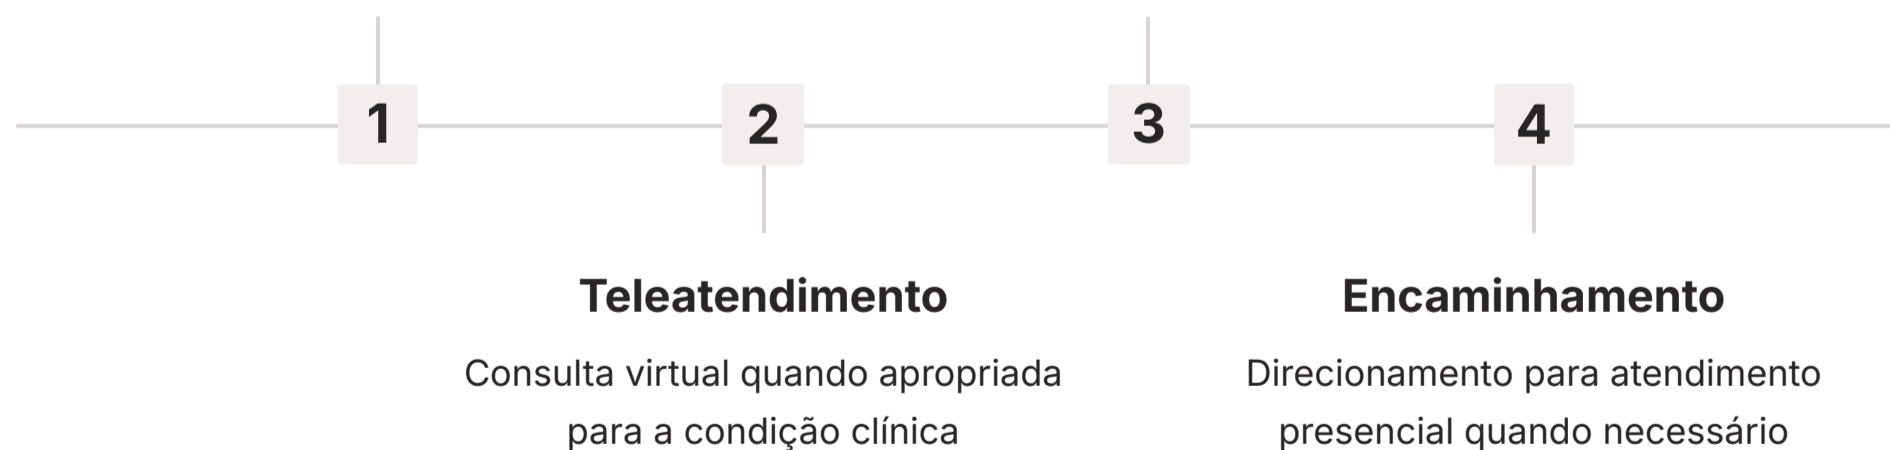 1
2
3
4
Teleatendimento
Consulta virtual quando apropriada
para a condição clínica
Encaminhamento
Direcionamento para atendimento
presencial quando necessário